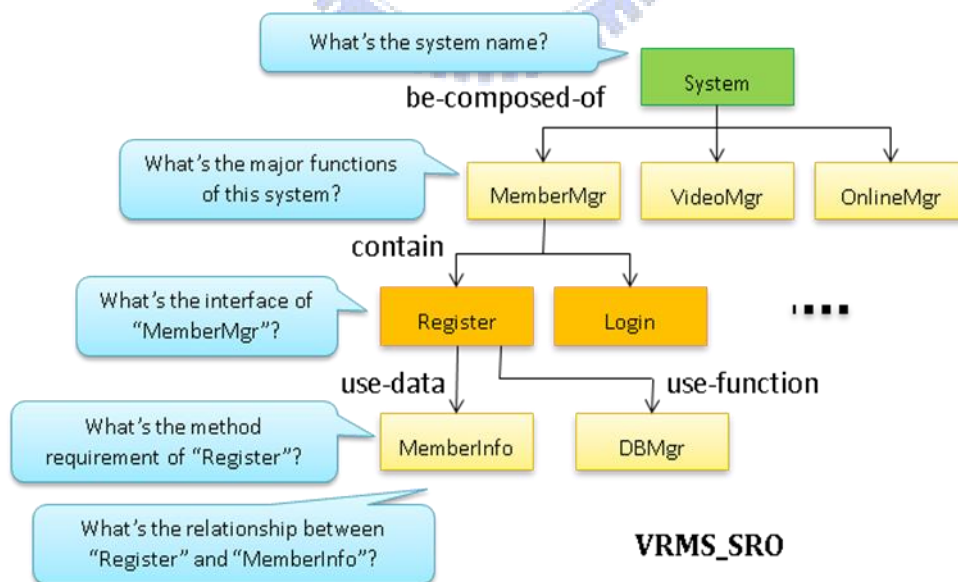 What's the system name?
System
be-composed-of
What's the major functions
of this system?
MemberMgr
VideoMgr
OnlineMgr
contain
What's the interface of
“MemberMgr”?
Register
Login
use-data
use-function
What's the method
requirement of “Register”?
MemberInfo
DBMgr
What's the relationship between
“Register” and “MemberInfo”?
VRMS_SRO